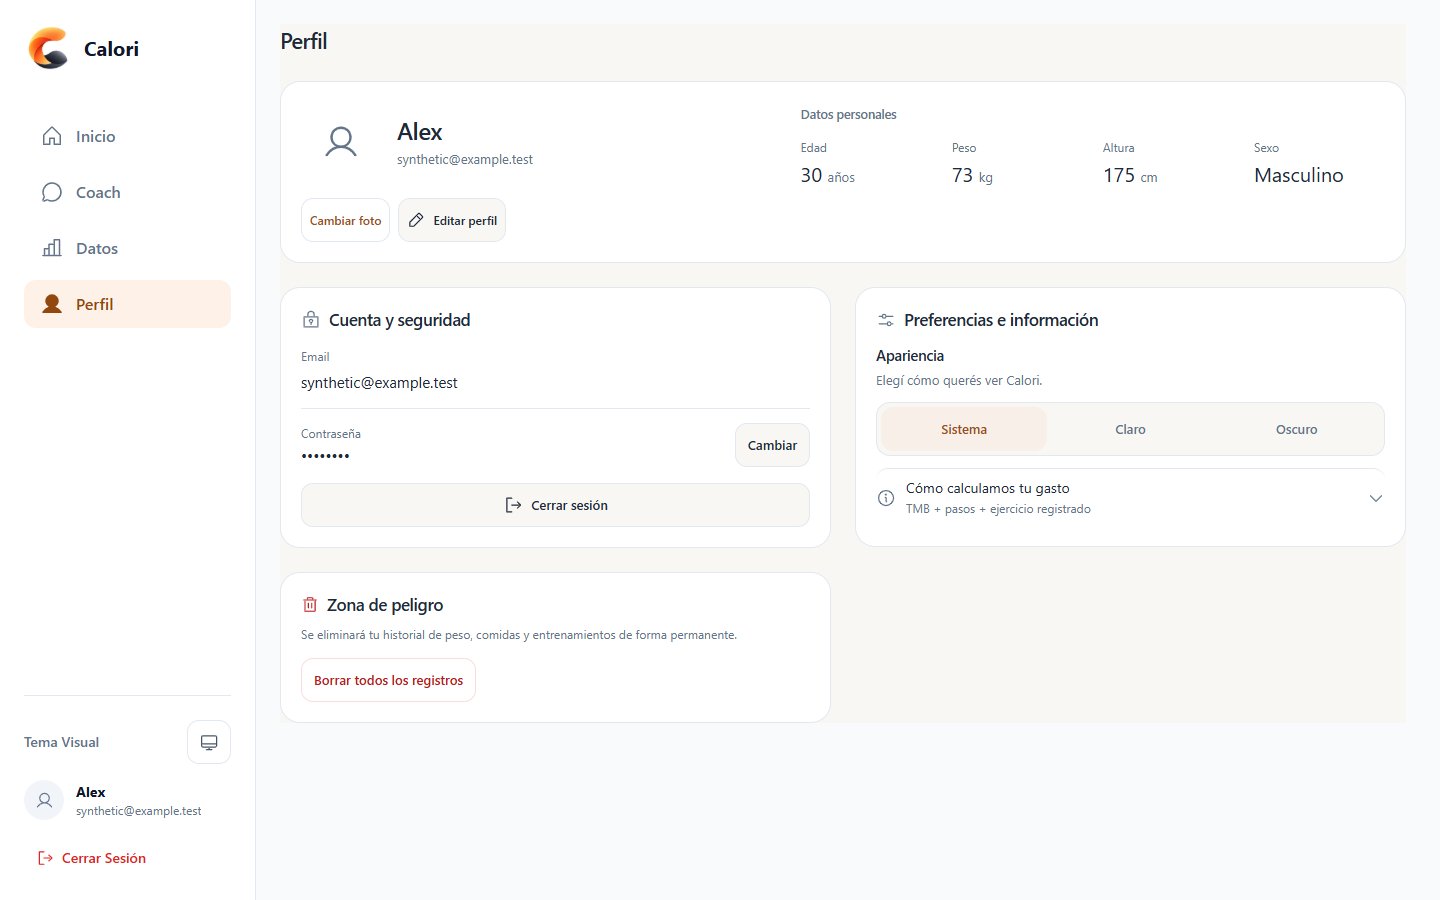 Calori
Inicio
Coach
Datos
Perfil
Tema Visual
Alex
synthetic@example.test
Cerrar Sesión
Perfil
Alex
synthetic@example.test
Cambiar foto
Editar perfil
Datos personales
Edad
30 años
Peso
73 kg
Altura
175 cm
Sexo
Masculino
Cuenta y seguridad
Email
synthetic@example.test
Contraseña
••••••••
Cambiar
Cerrar sesión
Preferencias e información
Apariencia
Elegí cómo querés ver Calori.
Sistema
Claro
Oscuro
Cómo calculamos tu gasto
TMB + pasos + ejercicio registrado
Zona de peligro
Se eliminará tu historial de peso, comidas y entrenamientos de forma permanente.
Borrar todos los registros